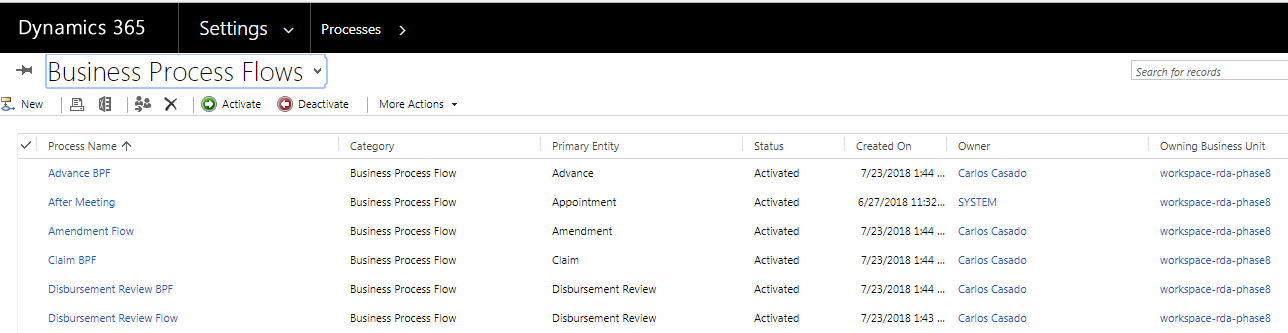 Dynamics 365 Settings Processes
Business Process Flows
Search for records
New Activate Deactivate More Actions
Process Name Category Primary Entity Status Created On Owner Owning Business Unit
Advance BPF Business Process Flow Advance Activated 7/23/2018 1:44 ... Carlos Casado workspace-rda-phase8
After Meeting Business Process Flow Appointment Activated 6/27/2018 11:32... SYSTEM workspace-rda-phase8
Amendment Flow Business Process Flow Amendment Activated 7/23/2018 1:44 ... Carlos Casado workspace-rda-phase8
Claim BPF Business Process Flow Claim Activated 7/23/2018 1:44 ... Carlos Casado workspace-rda-phase8
Disbursement Review BPF Business Process Flow Disbursement Review Activated 7/23/2018 1:44 ... Carlos Casado workspace-rda-phase8
Disbursement Review Flow Business Process Flow Disbursement Review Activated 7/23/2018 1:43 ... Carlos Casado workspace-rda-phase8